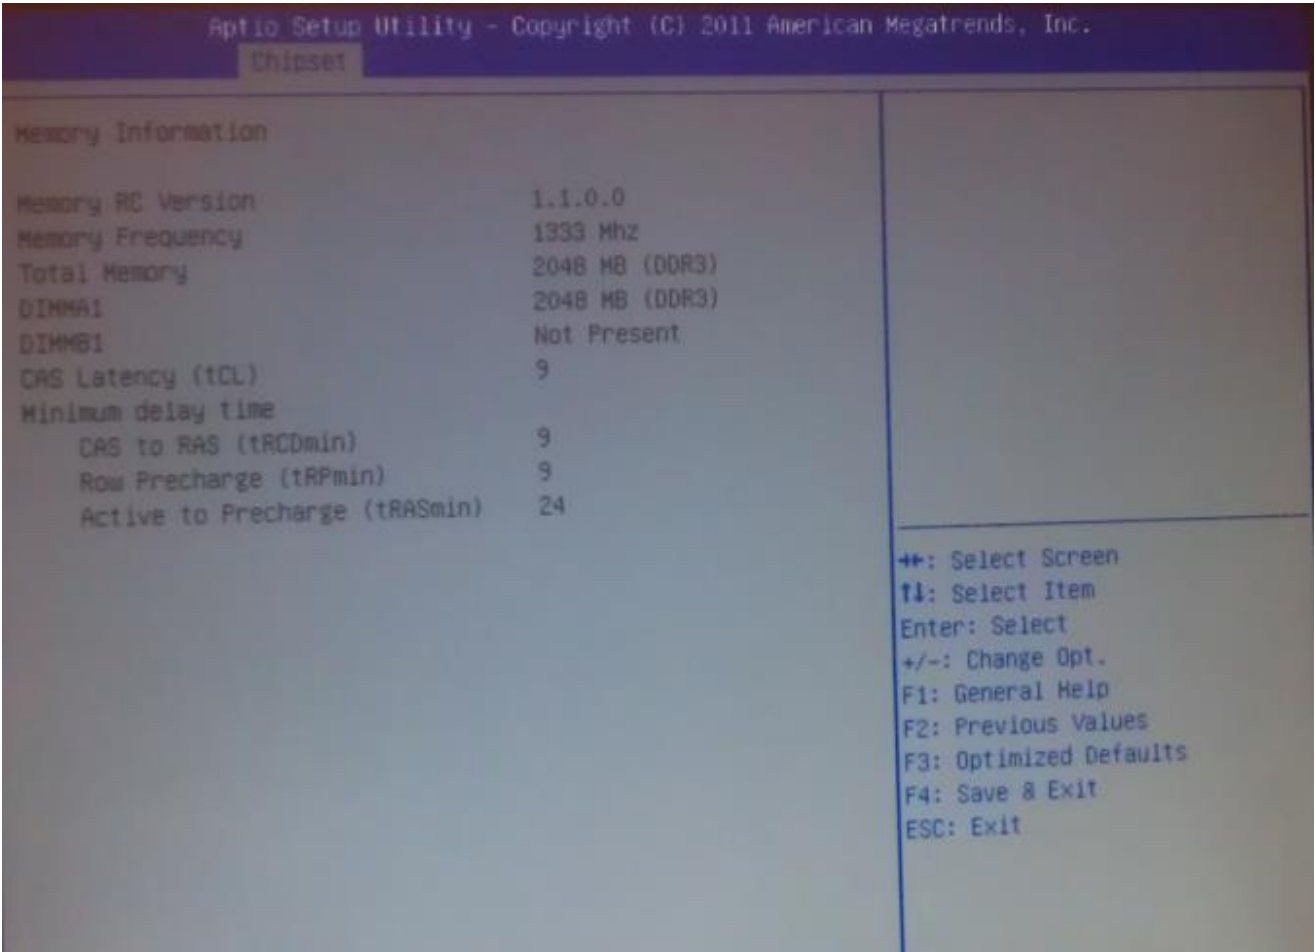 Aptio Setup Utility - Copyright (C) 2011 American Megatrends, Inc.
Chipset
Memory Information
Memory RC Version 1.1.0.0
Memory Frequency 1333 Mhz
Total Memory 2048 MB (DDR3)
DIMMA1 2048 MB (DDR3)
DIMMB1 Not Present
CAS Latency (tCL) 9
Minimum delay time
CAS to RAS (tRCDmin) 9
Row Precharge (tRPmin) 9
Active to Precharge (tRASmin) 24
→←: Select Screen
↑↓: Select Item
Enter: Select
+/-: Change Opt.
F1: General Help
F2: Previous Values
F3: Optimized Defaults
F4: Save & Exit
ESC: Exit